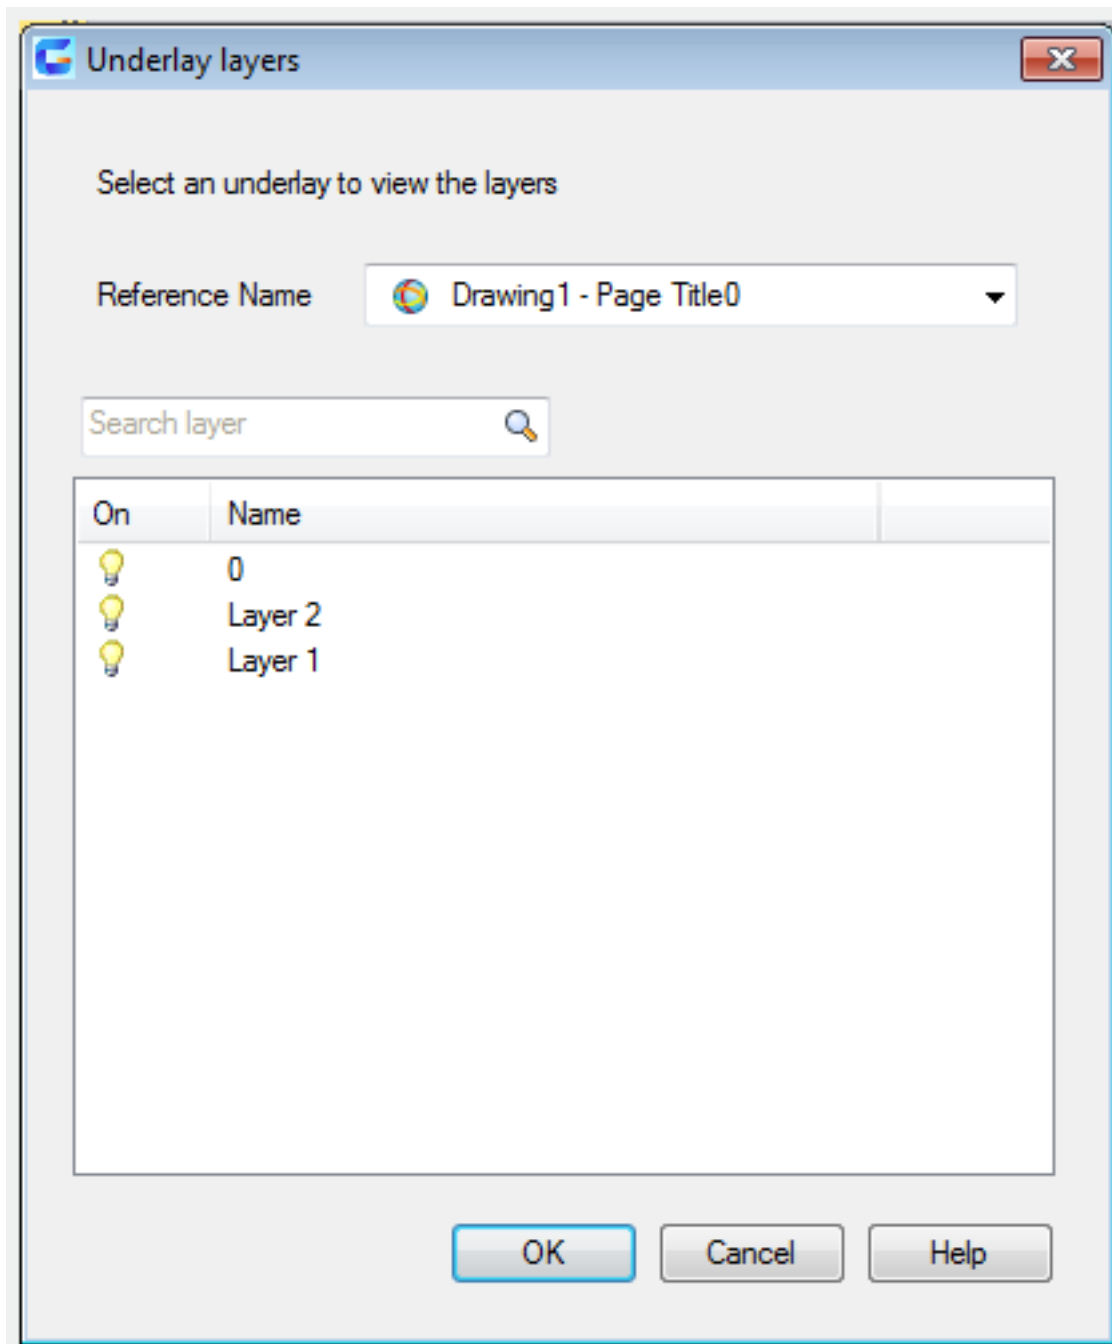 Underlay layers
Select an underlay to view the layers
Reference Name Drawing1 - Page Title0
Search layer
On Name
0
Layer 2
Layer 1
OK Cancel Help